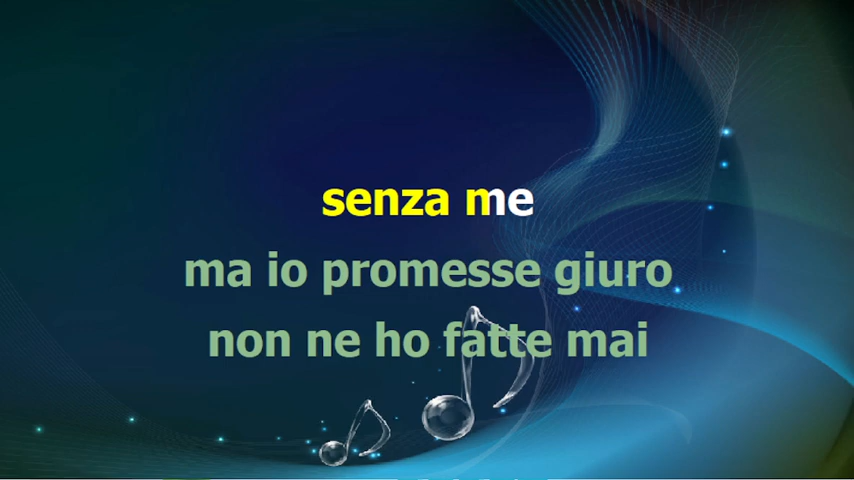 senza me
ma io promesse giuro
non ne ho fatte mai